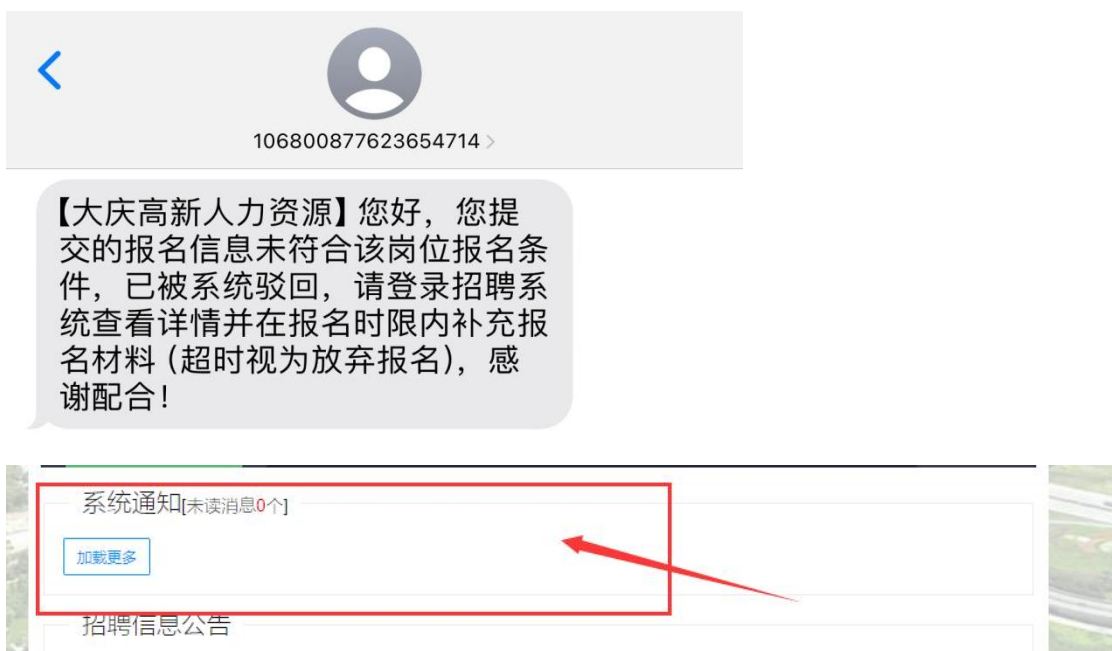 106800877623654714
【大庆高新人力资源】您好，您提
交的报名信息未符合该岗位报名条
件，已被系统驳回，请登录招聘系
统查看详情并在报名时限内补充报
名材料（超时视为放弃报名），感
谢配合！
系统通知[未读消息0个]
加载更多
招聘信息公告